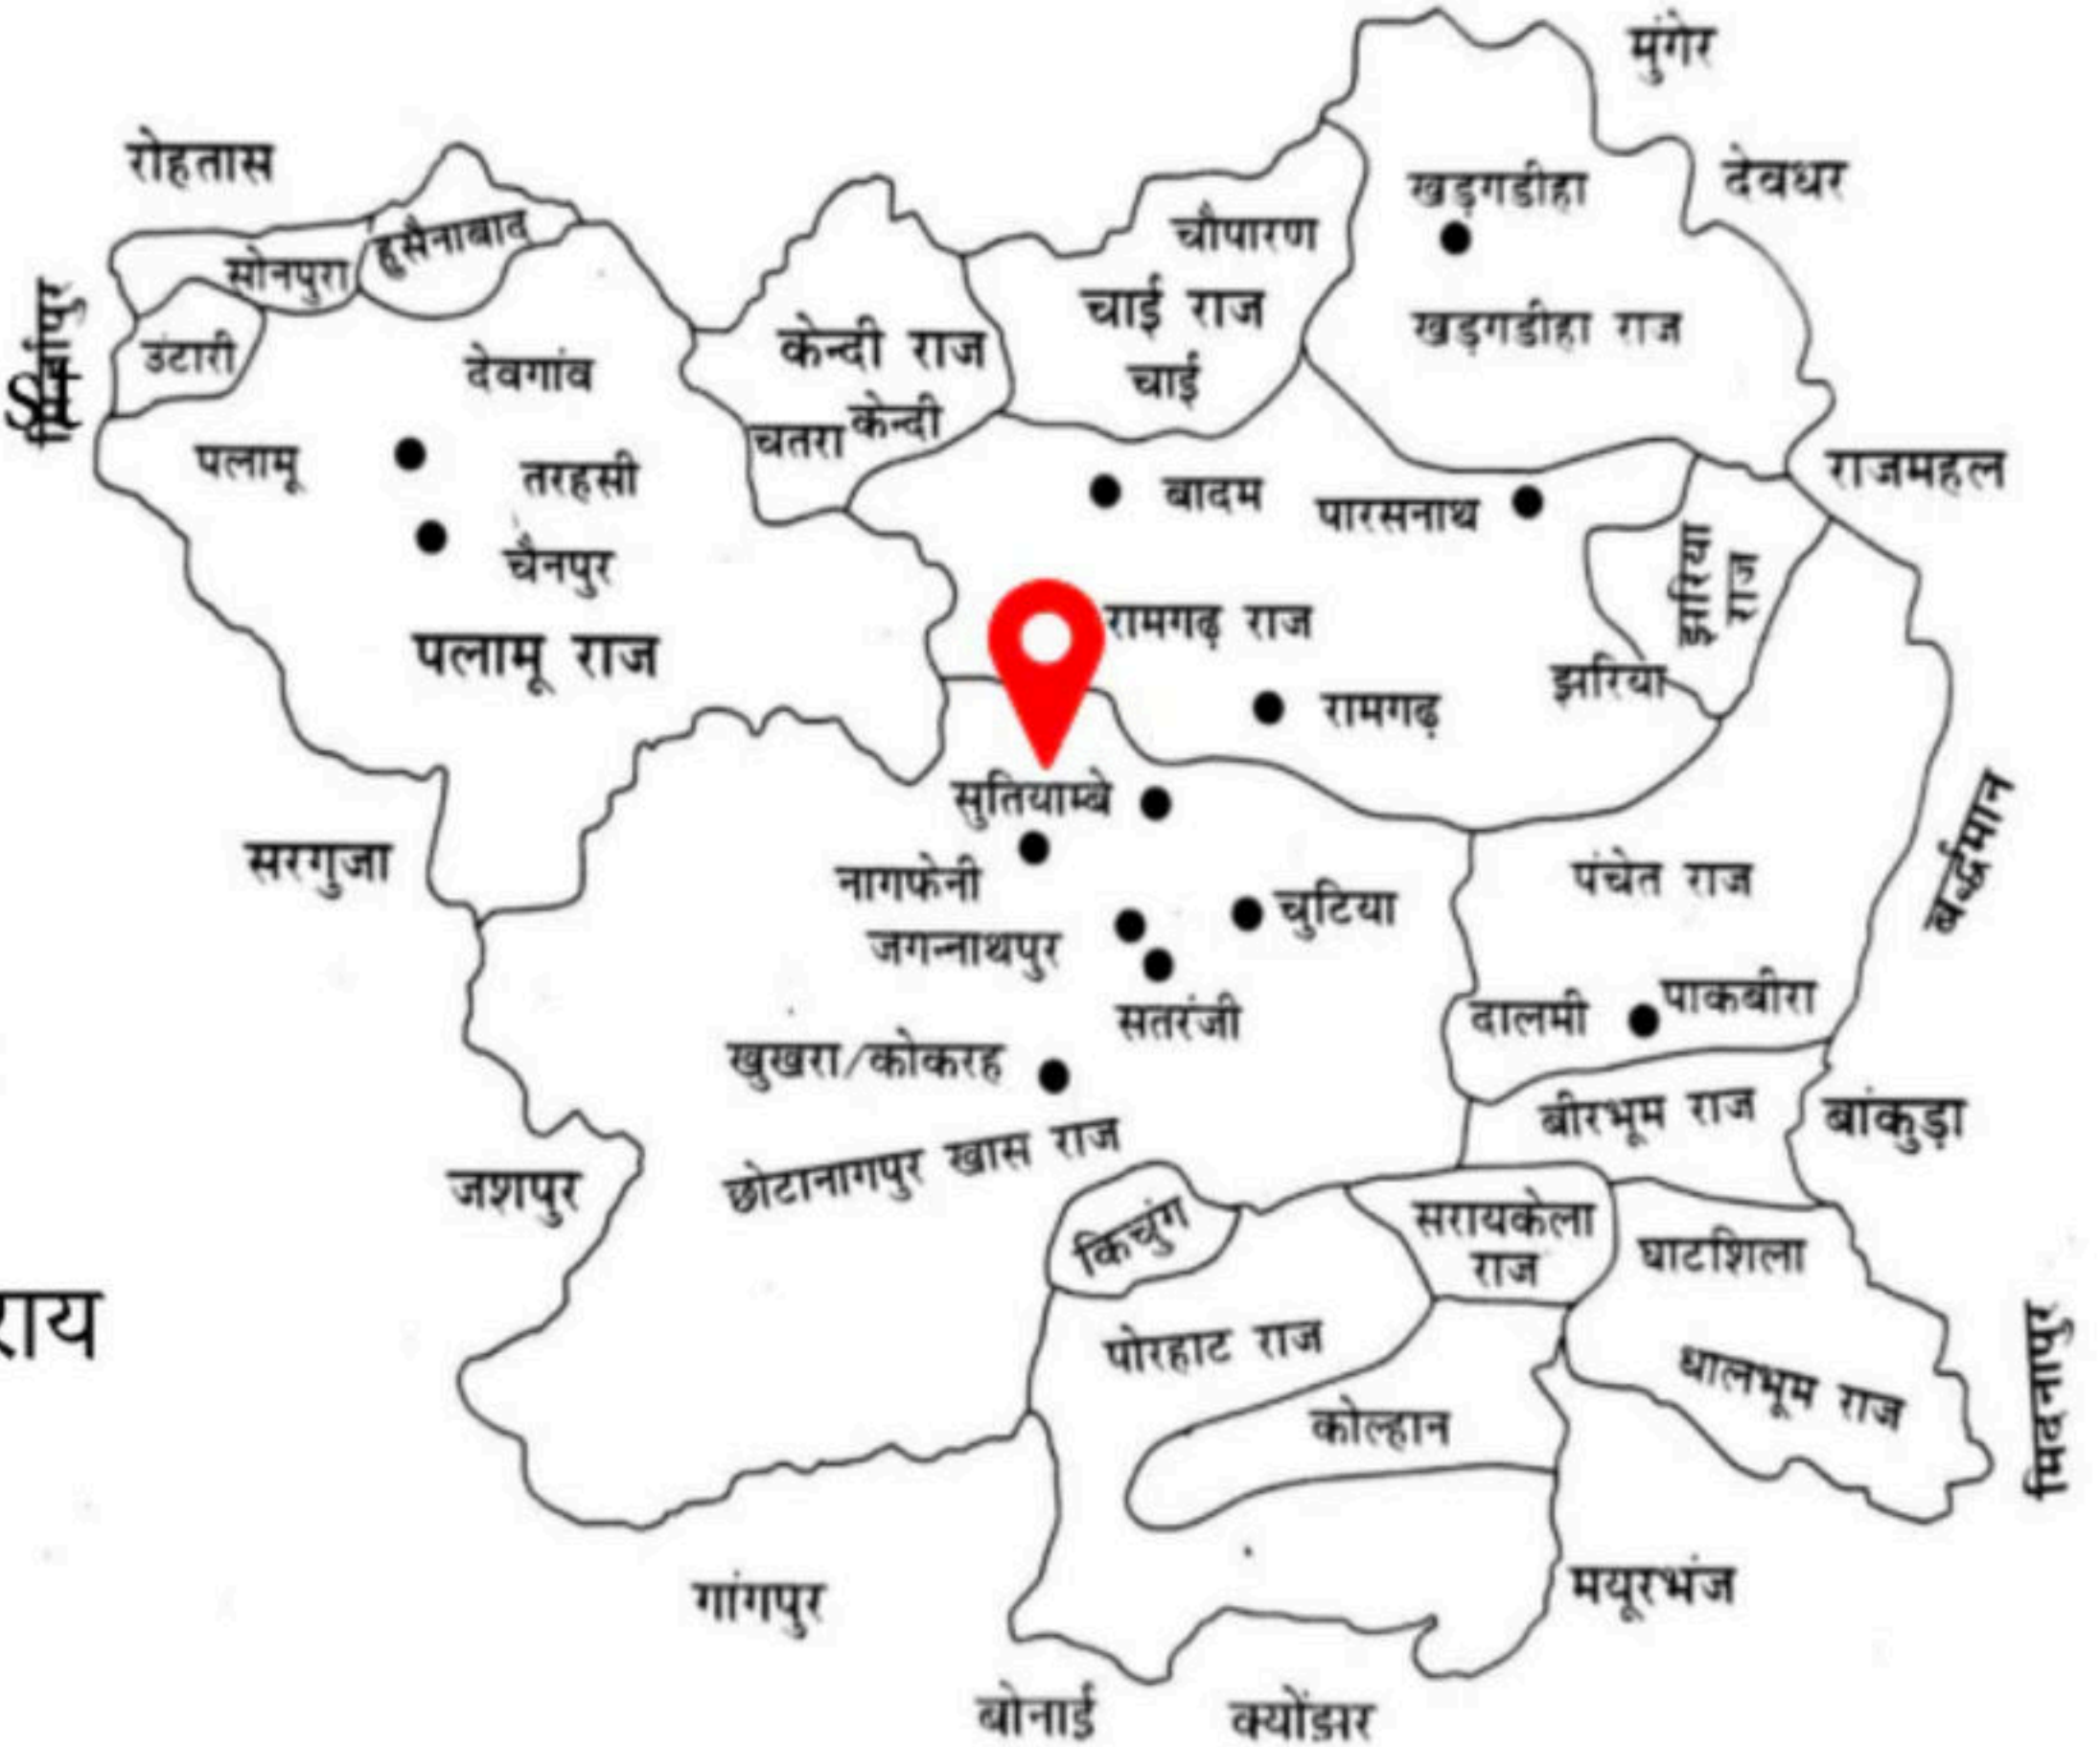 मुंगेर
रोहतास
देवधर
खड़गडीहा
हुसैनाबाद
चौपारण
सोनपुरा
चाई राज
खड़गडीहा राज
उंटारी
केन्दी राज
देवगांव
चाई
केन्दी
चतरा
पलामू
तरहसी
राजमहल
बादम
पारसनाथ
चैनपुर
झरिया
राज
रामगढ़ राज
पलामू राज
झरिया
रामगढ़
सुतियाम्बे
सरगुजा
नागफेनी
पंचेत राज
बर्द्धमान
चुटिया
जगन्नाथपुर
सतरंजी
दालमी
पाकबीरा
खुखरा/कोकरह
बीरभूम राज
बांकुड़ा
छोटानागपुर खास राज
जशपुर
किचुंग
सरायकेला
राज
घाटशिला
राय
पोरहाट राज
धालभूम राज
मिदनापुर
कोल्हान
गांगपुर
मयूरभंज
बोनाई
क्योंझर